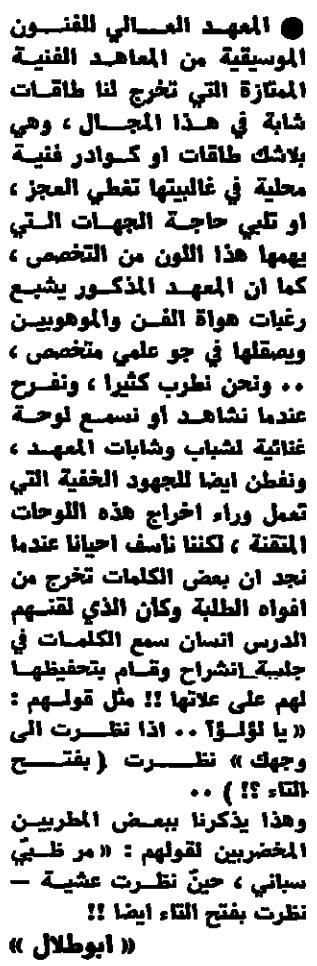 ● المعهد العالي للفنون
الموسيقية من المعاهد الفنية
الممتازة التي تخرج لنا طاقات
شابة في هذا المجال ، وهي
بلاشك طاقات او كوادر فنية
محلية في غالبيتها تغطي العجز ،
او تلبي حاجة الجهات التي
يهمها هذا اللون من التخصص ،
كما ان المعهد المذكور يشبع
رغبات هواة الفن والموهوبين
ويصقلها في جو علمي متخصص ،
.. ونحن نطرب كثيرا ، ونفرح
عندما نشاهد أو نسمع لوحة
غنائية لشباب وشابات المعهد ،
ونفطن ايضا للجهود الخفية التي
تعمل وراء اخراج هذه اللوحات
المتقنة ، لكننا نأسف احيانا عندما
نجد ان بعض الكلمات تخرج من
افواه الطلبة وكأن الذي لقنهم
الدرس انسان سمع الكلمات في
جلسة انشراح وقام بتحفيظها
لهم على علاتها !! مثل قولهم :
« يا لؤلؤاً .. اذا نظرت الى
وجهك » نظرت ( بفتح
التاء ؟! ) ..
وهذا يذكرنا ببعض المطربين
المخضربين لقولهم : « مر ظبيّ
سباني ، حينّ نظرت عشية —
نظرت بفتح التاء ايضا !!
« ابوطلال »